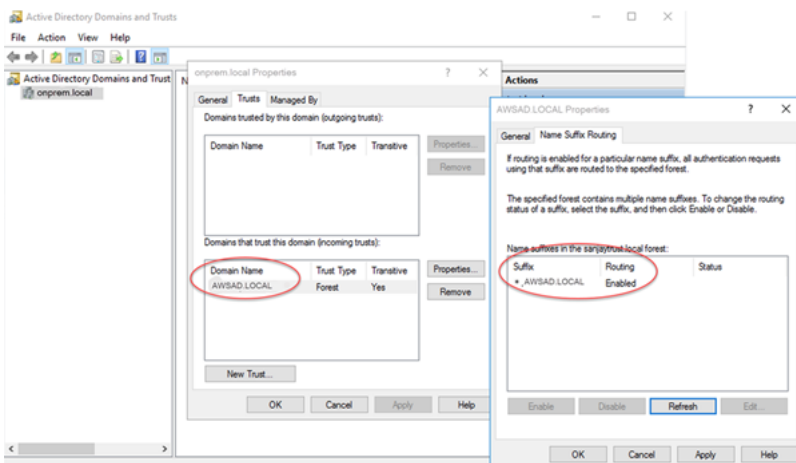 Active Directory Domains and Trusts
File Action View Help
Active Directory Domains and Trust
onprem.local
N
onprem.local Properties
General Trusts Managed By
Domains trusted by this domain (outgoing trusts):
Domain Name Trust Type Transitive
Properties...
Remove
Domains that trust this domain (incoming trusts):
Domain Name Trust Type Transitive
AWSAD.LOCAL Forest Yes
Properties...
Remove
New Trust...
OK Cancel Apply Help
Actions
AWSAD.LOCAL Properties
General Name Suffix Routing
If routing is enabled for a particular name suffix, all authentication requests
using that suffix are routed to the specified forest.
The specified forest contains multiple name suffixes. To change the routing
status of a suffix, select the suffix, and then click Enable or Disable.
Name suffixes in the sanjaytrust.local forest:
Suffix Routing Status
*.AWSAD.LOCAL Enabled
Enable Disable Refresh Edit...
OK Cancel Apply Help